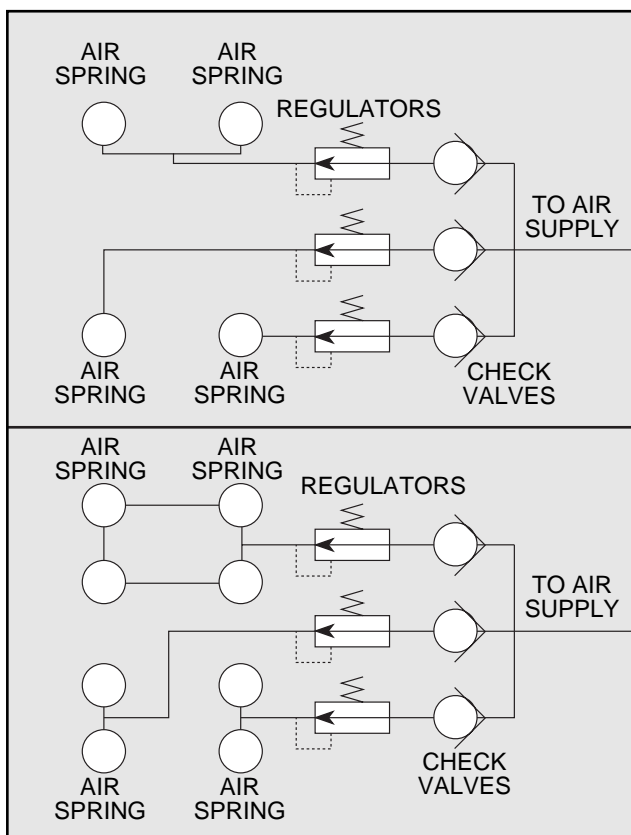 AIR
SPRING
AIR
SPRING
REGULATORS
TO AIR
SUPPLY
AIR
SPRING
AIR
SPRING
CHECK
VALVES
AIR
SPRING
AIR
SPRING
REGULATORS
TO AIR
SUPPLY
AIR
SPRING
AIR
SPRING
CHECK
VALVES